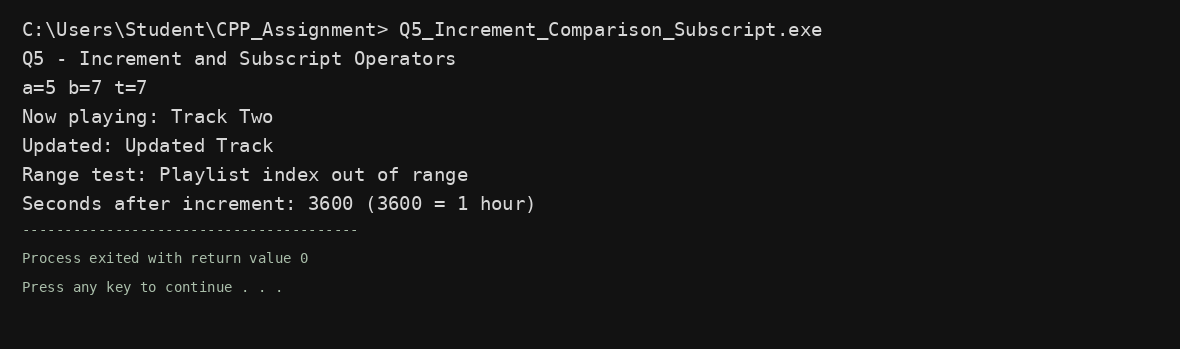 C:\Users\Student\CPP_Assignment> Q5_Increment_Comparison_Subscript.exe
Q5 - Increment and Subscript Operators
a=5 b=7 t=7
Now playing: Track Two
Updated: Updated Track
Range test: Playlist index out of range
Seconds after increment: 3600 (3600 = 1 hour)
----------------------------------------
Process exited with return value 0
Press any key to continue . . .